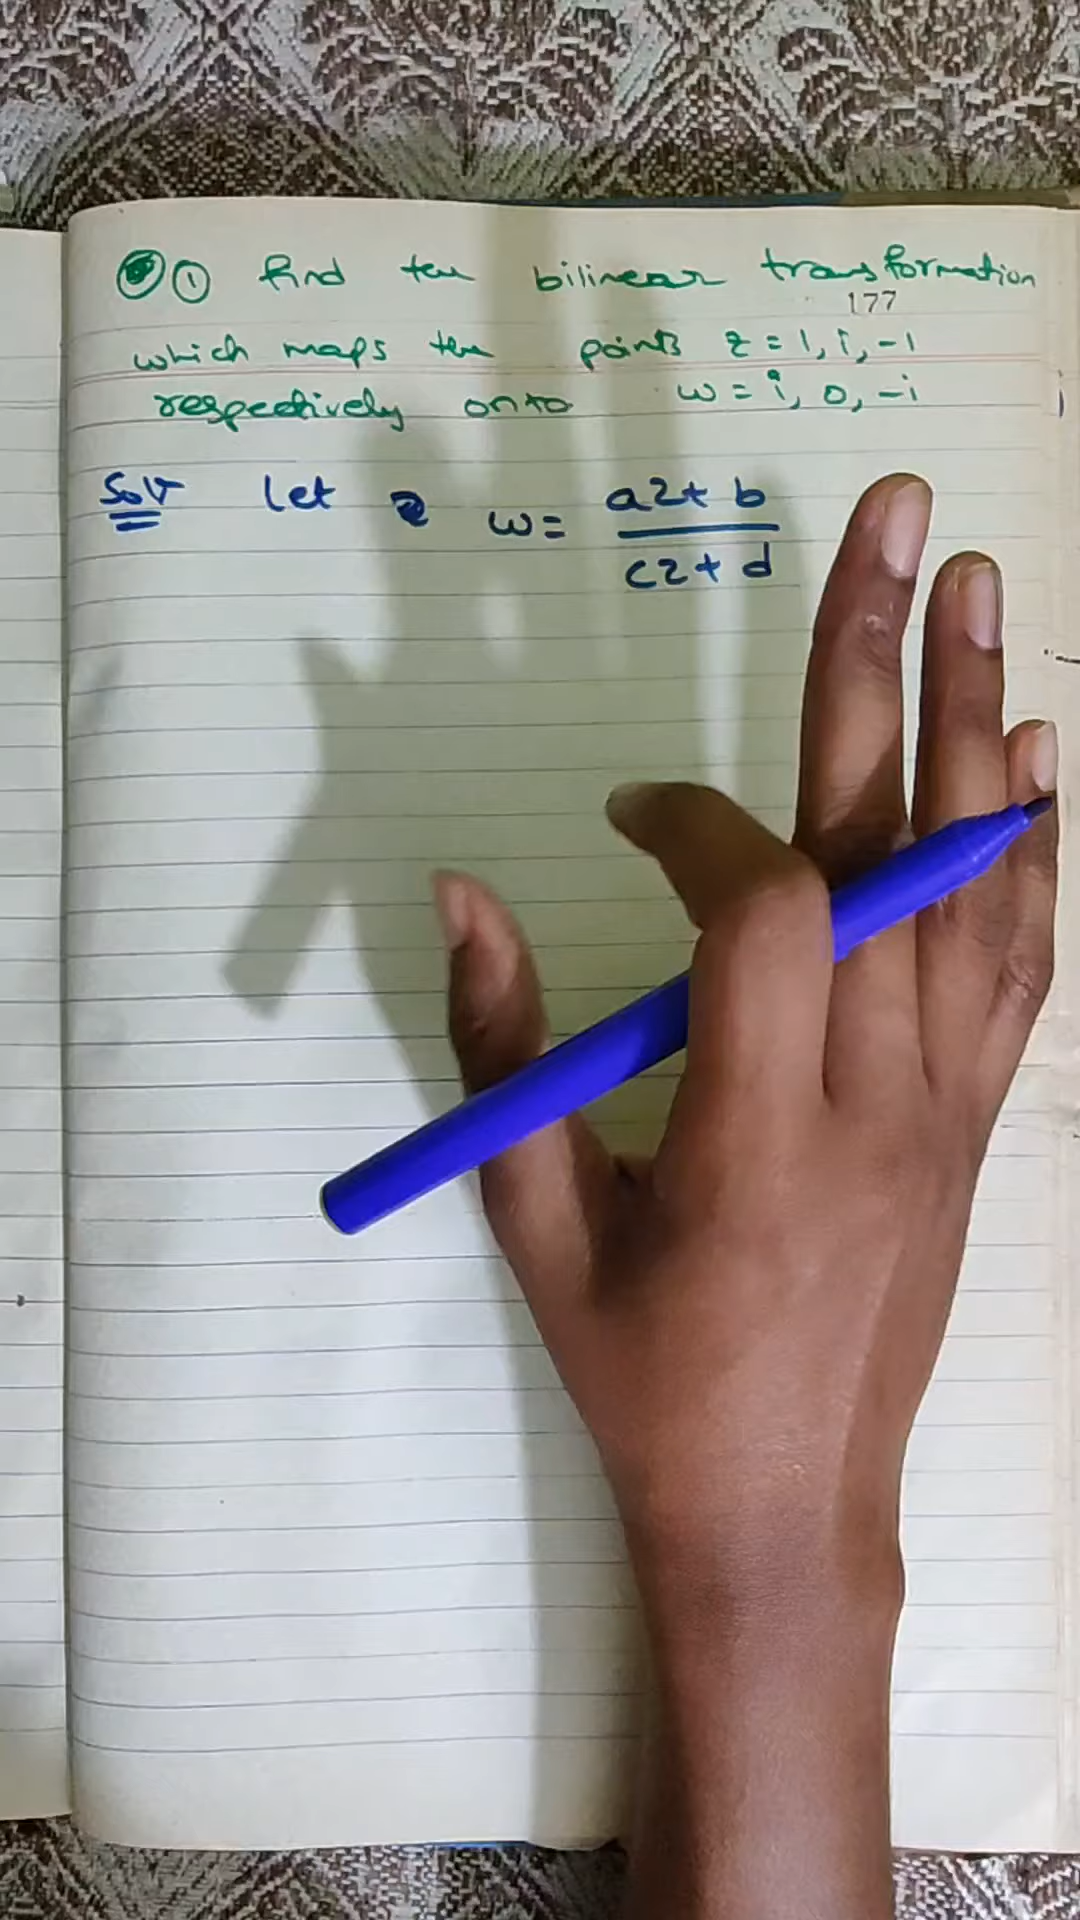 ① find the bilinear transformation
177
which maps the points z = 1, i, -1
respectively onto w = i, 0, -i
Sol Let w = az + b
cz + d